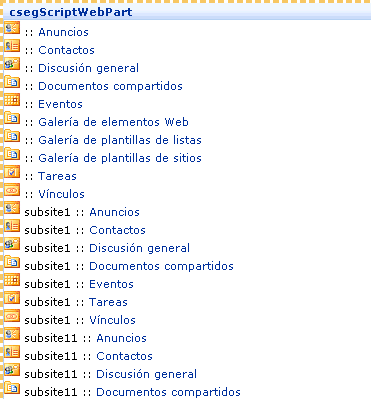 csegScriptWebPart
:: Anuncios
:: Contactos
:: Discusión general
:: Documentos compartidos
:: Eventos
:: Galería de elementos Web
:: Galería de plantillas de listas
:: Galería de plantillas de sitios
:: Tareas
:: Vínculos
subsite1 :: Anuncios
subsite1 :: Contactos
subsite1 :: Discusión general
subsite1 :: Documentos compartidos
subsite1 :: Eventos
subsite1 :: Tareas
subsite1 :: Vínculos
subsite11 :: Anuncios
subsite11 :: Contactos
subsite11 :: Discusión general
subsite11 :: Documentos compartidos